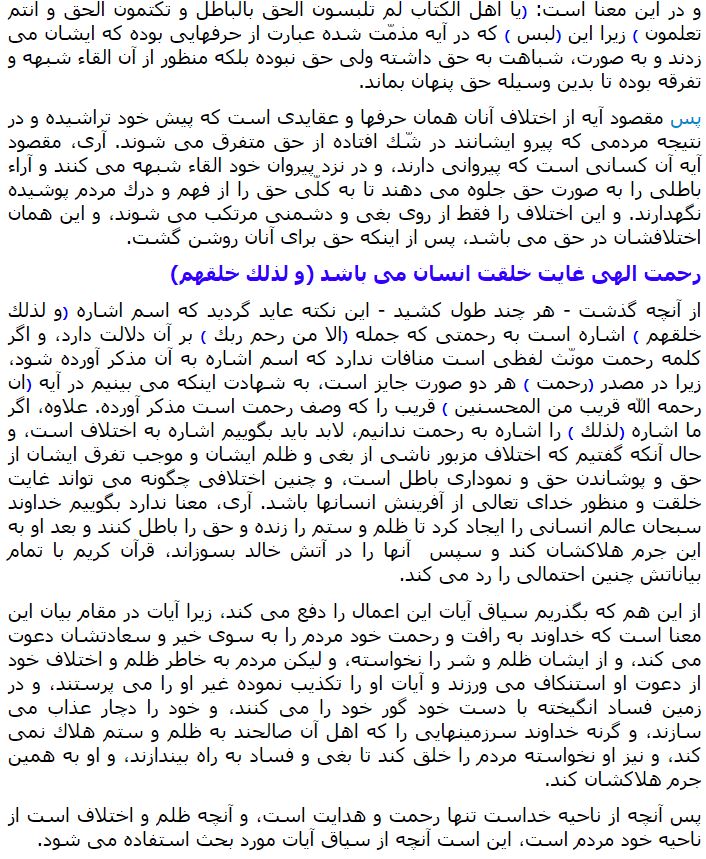 و در این معنا است: (یا اهل الکتاب لم تلبسون الحق بالباطل و تکتمون الحق و انتم
تعلمون ) زیرا این (لبس ) که در آیه مذمّت شده عبارت از حرفهایی بوده که ایشان می
زدند و به صورت، شباهت به حق داشته ولی حق نبوده بلکه منظور از آن القاء شبهه و
تفرقه بوده تا بدین وسیله حق پنهان بماند.
پس مقصود آیه از اختلاف آنان همان حرفها و عقایدی است که پیش خود تراشیده و در
نتیجه مردمی که پیرو ایشانند در شّك افتاده از حق متفرق می شوند. آری، مقصود
آیه آن کسانی است که پیروانی دارند، و در نزد پیروان خود القاء شبهه می کنند و آراء
باطلی را به صورت حق جلوه می دهند تا به کلّی حق را از فهم و درك مردم پوشیده
نگهدارند. و این اختلاف را فقط از روی بغی و دشمنی مرتکب می شوند، و این همان
اختلافشان در حق می باشد، پس از اینکه حق برای آنان روشن گشت.
رحمت الهی غایت خلقت انسان می باشد (و لذلك خلقهم)
از آنچه گذشت - هر چند طول کشید - این نکته عاید گردید که اسم اشاره (و لذلك
خلقهم ) اشاره است به رحمتی که جمله (الا من رحم ربك ) بر آن دلالت دارد، و اگر
کلمه رحمت مونّث لفظی است منافات ندارد که اسم اشاره به آن مذکر آورده شود،
زیرا در مصدر (رحمت ) هر دو صورت جایز است، به شهادت اینکه می بینیم در آیه (ان
رحمه الله قریب من المحسنین ) قریب را که وصف رحمت است مذکر آورده. علاوه، اگر
ما اشاره (لذلك ) را اشاره به رحمت ندانیم، لابد باید بگوییم اشاره به اختلاف است، و
حال آنکه گفتیم که اختلاف مزبور ناشی از بغی و ظلم ایشان و موجب تفرق ایشان از
حق و پوشاندن حق و نموداری باطل است، و چنین اختلافی چگونه می تواند غایت
خلقت و منظور خدای تعالی از آفرینش انسانها باشد. آری، معنا ندارد بگوییم خداوند
سبحان عالم انسانی را ایجاد کرد تا ظلم و ستم را زنده و حق را باطل کنند و بعد او به
این جرم هلاکشان کند و سپس آنها را در آتش خالد بسوزاند، قرآن کریم با تمام
بیاناتش چنین احتمالی را رد می کند.
از این هم که بگذریم سیاق آیات این اعمال را دفع می کند، زیرا آیات در مقام بیان این
معنا است که خداوند به رافت و رحمت خود مردم را به سوی خیر و سعادتشان دعوت
می کند، و از ایشان ظلم و شر را نخواسته، و لیکن مردم به خاطر ظلم و اختلاف خود
از دعوت او استنکاف می ورزند و آیات او را تکذیب نموده غیر او را می پرستند، و در
زمین فساد انگیخته با دست خود گور خود را می کنند، و خود را دچار عذاب می
سازند، و گرنه خداوند سرزمینهایی را که اهل آن صالحند به ظلم و ستم هلاك نمی
کند، و نیز او نخواسته مردم را خلق کند تا بغی و فساد به راه بیندازند، و او به همین
جرم هلاکشان کند.
پس آنچه از ناحیه خداست تنها رحمت و هدایت است، و آنچه ظلم و اختلاف است از
ناحیه خود مردم است، این است آنچه از سیاق آیات مورد بحث استفاده می شود.